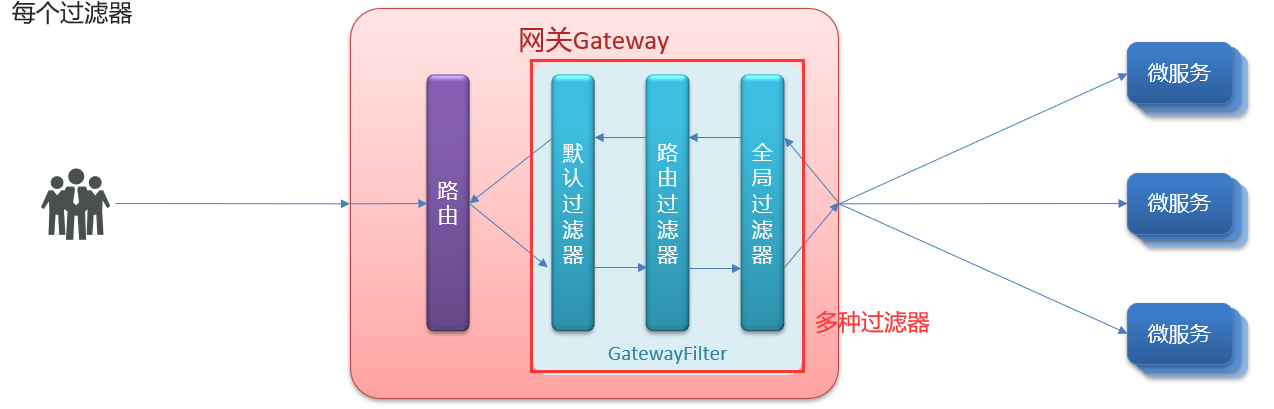 每个过滤器
网关Gateway
路由
默认过滤器
路由过滤器
全局过滤器
GatewayFilter
多种过滤器
微服务
微服务
微服务